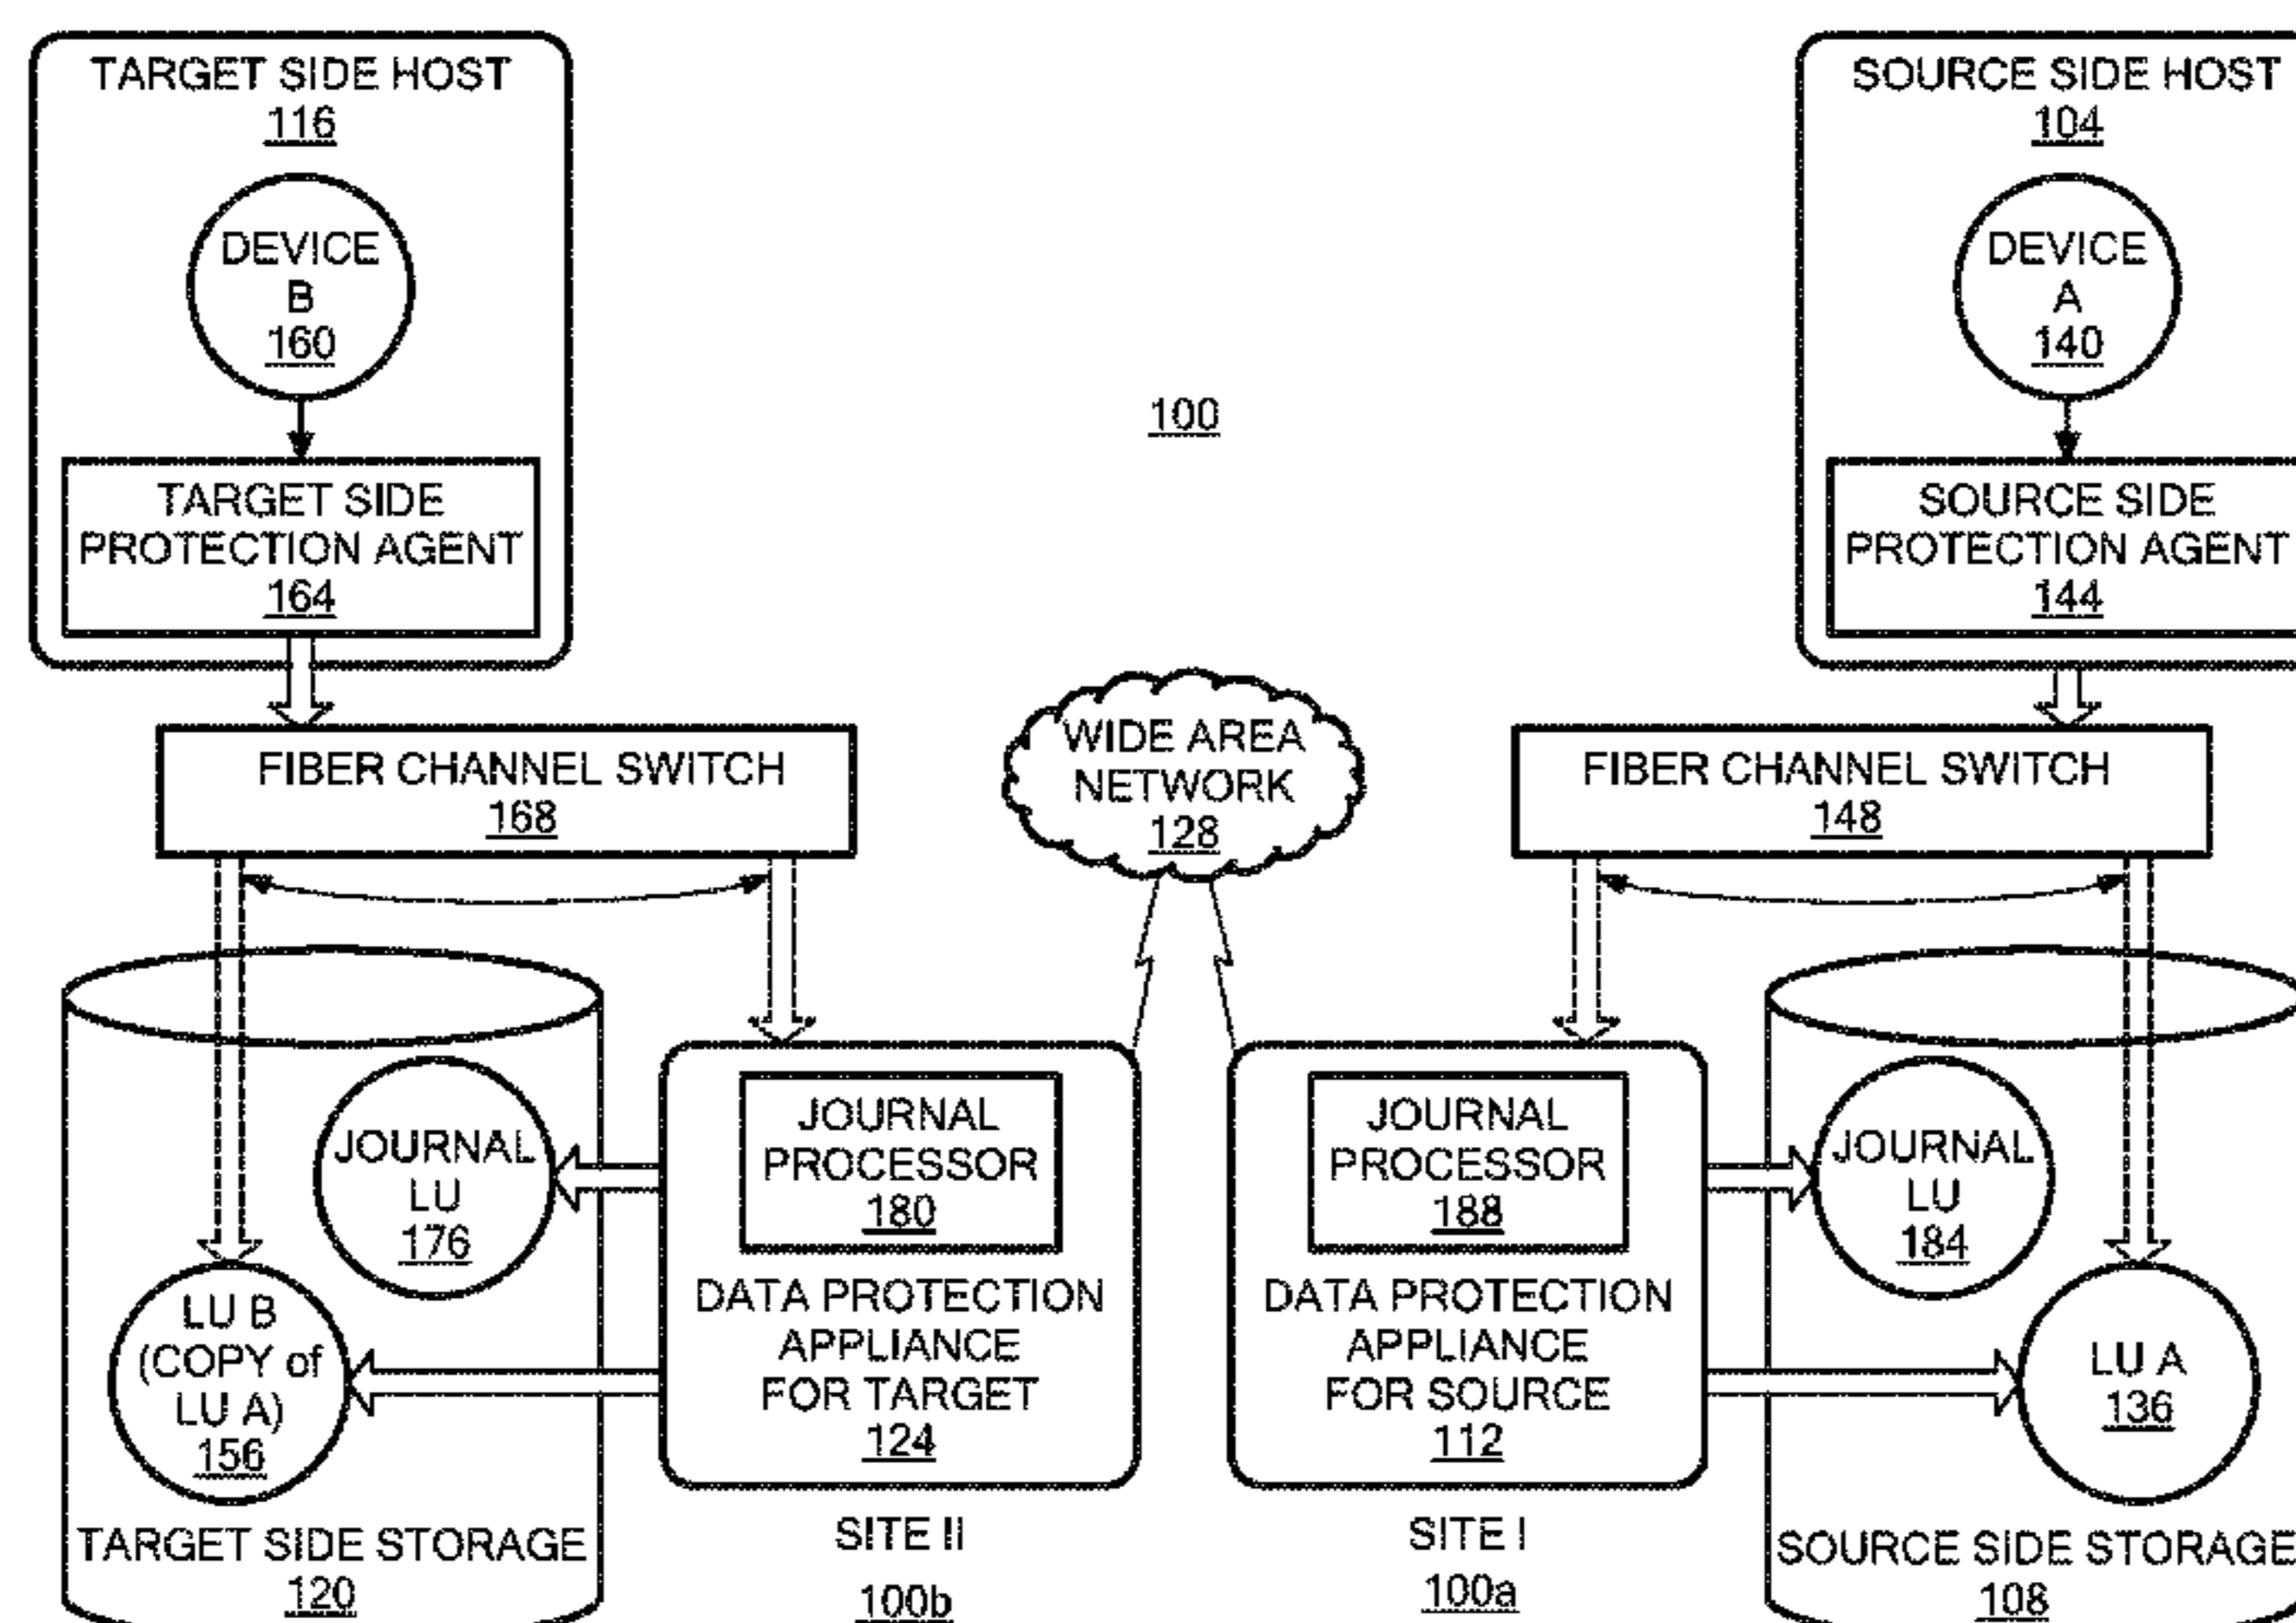 TARGET SIDE HOST
116
DEVICE
B
160
TARGET SIDE
PROTECTION AGENT
164
SOURCE SIDE HOST
104
DEVICE
A
140
SOURCE SIDE
PROTECTION AGENT
144
100
FIBER CHANNEL SWITCH
168
WIDE AREA
NETWORK
128
FIBER CHANNEL SWITCH
148
JOURNAL
LU
176
LU B
(COPY of
LU A)
156
TARGET SIDE STORAGE
120
JOURNAL
PROCESSOR
180
DATA PROTECTION
APPLIANCE
FOR TARGET
124
SITE II
100b
JOURNAL
PROCESSOR
188
DATA PROTECTION
APPLIANCE
FOR SOURCE
112
SITE I
100a
JOURNAL
LU
184
LU A
136
SOURCE SIDE STORAGE
108